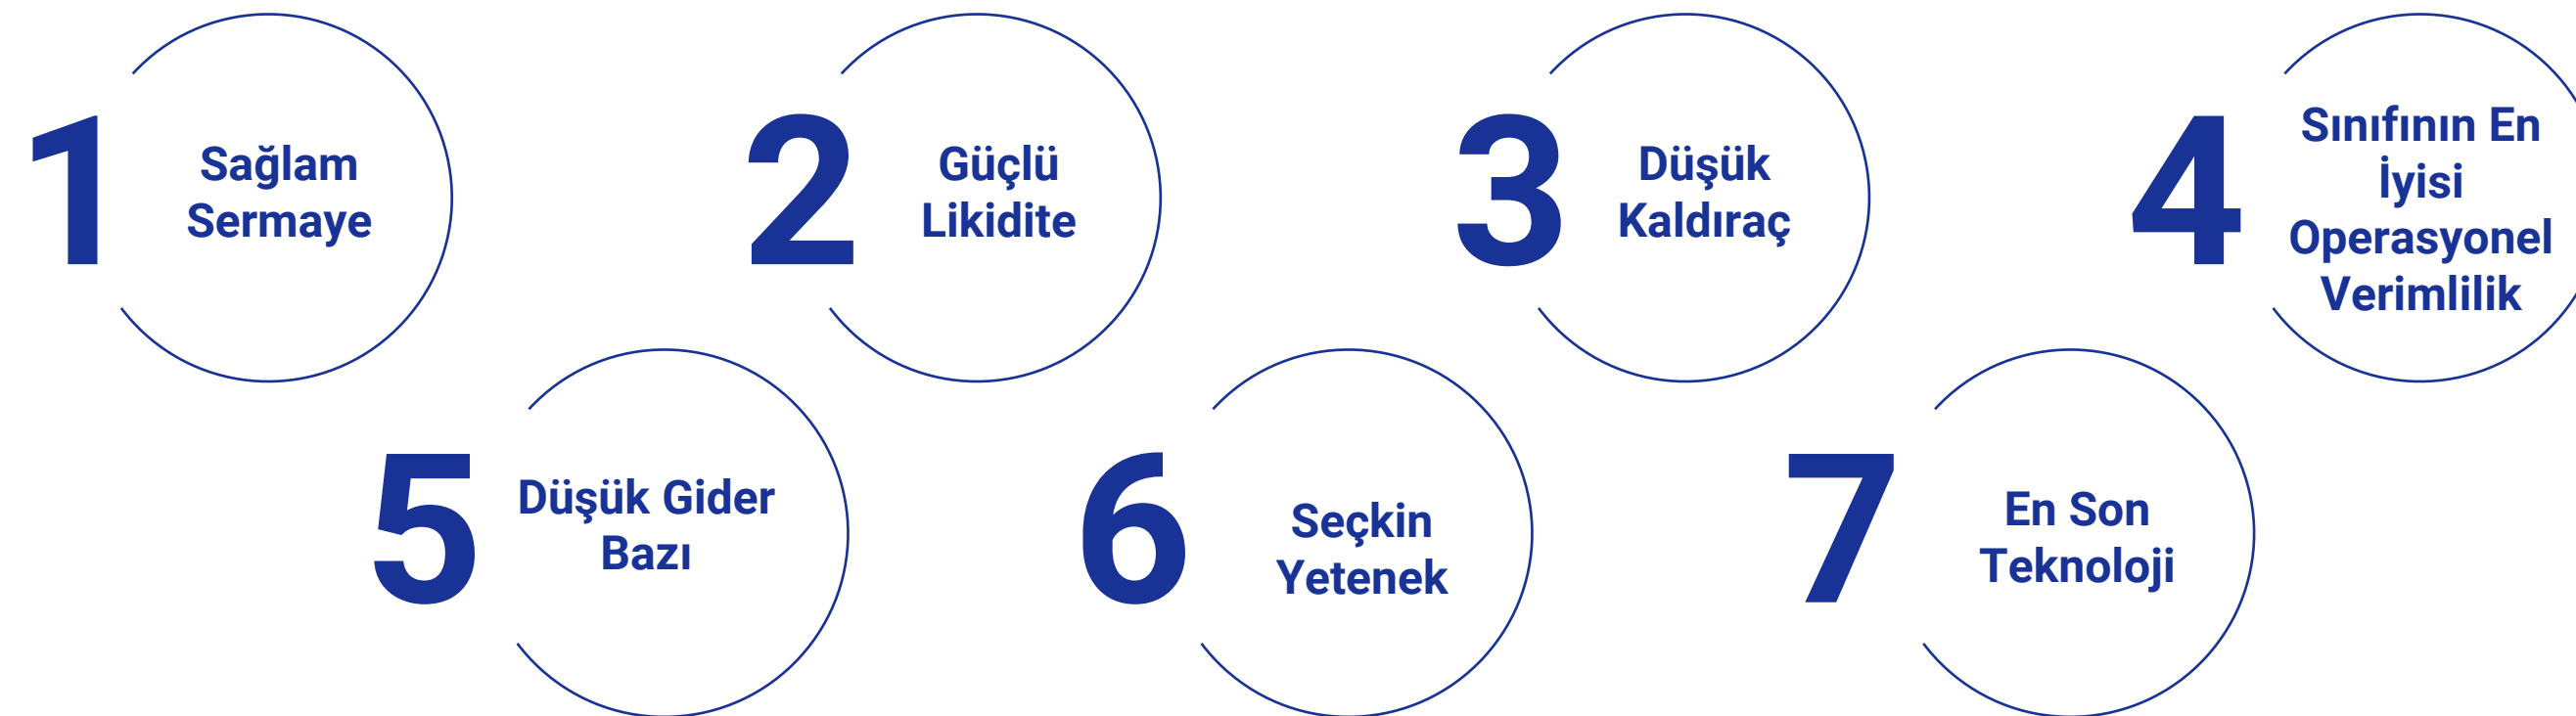 1
Sağlam
Sermaye
2
Güçlü
Likidite
3
Düşük
Kaldıraç
4
Sınıfının En
İyisi
Operasyonel
Verimlilik
5
Düşük Gider
Bazı
6
Seçkin
Yetenek
7
En Son
Teknoloji